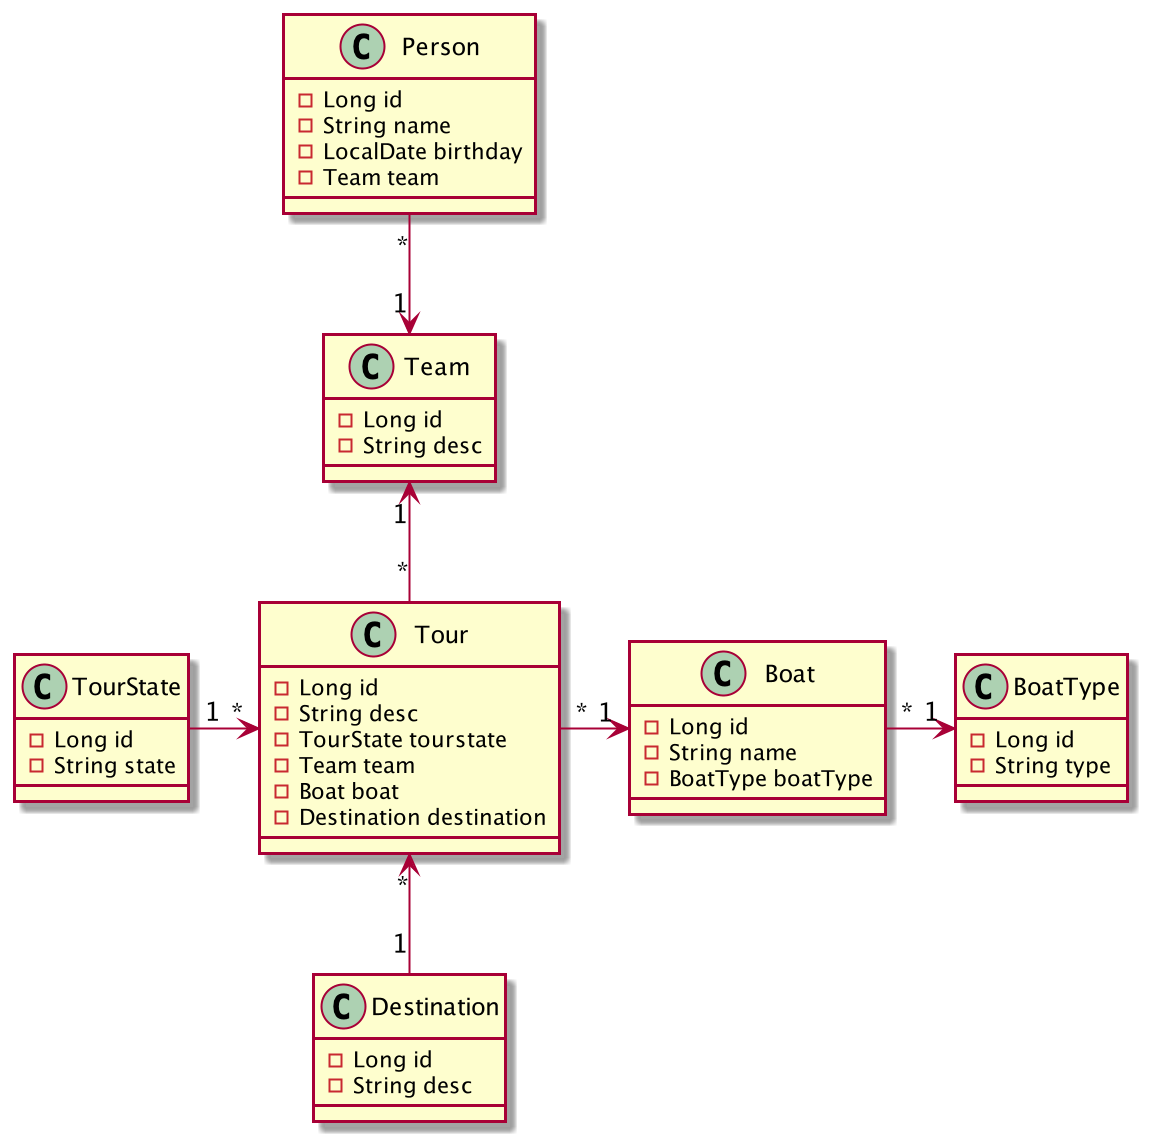 C Person
Long id
String name
LocalDate birthday
Team team
*
1
C Team
Long id
String desc
1
*
C Tour
Long id
String desc
TourState tourstate
Team team
Boat boat
Destination destination
C TourState
Long id
String state
1 *
* 1
C Boat
Long id
String name
BoatType boatType
* 1
C BoatType
Long id
String type
*
1
C Destination
Long id
String desc